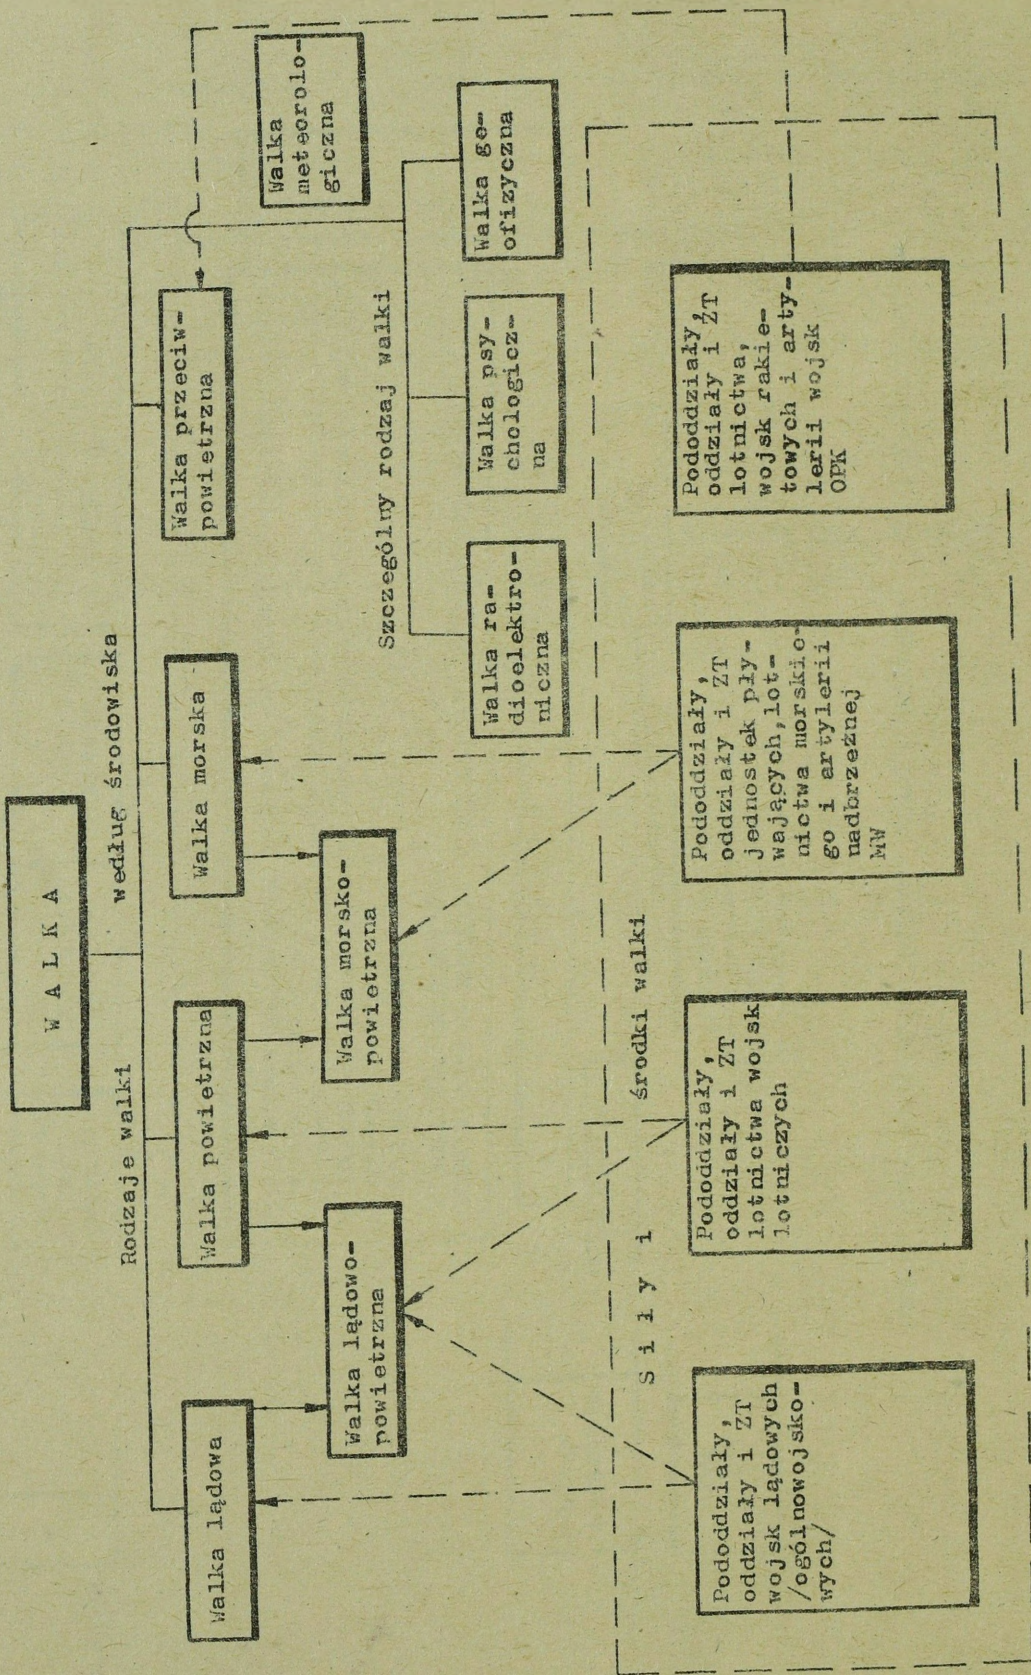 W A L K A
Rodzaje walki
według środowiska
Walka lądowa
Walka powietrzna
Walka morska
Walka przeciw-
powietrzna
Walka lądowo-
powietrzna
Walka morsko-
powietrzna
Walka
meteorolo-
giczna
Szczególny rodzaj walki
Walka ra-
dioelektro-
niczna
Walka psy-
chologicz-
na
Walka ge-
ofizyczna
S i ł y i środki walki
Pododdziały,
oddziały i ZT
wojsk lądowych
/ogólnowojsko-
wych/
Pododdziały,
oddziały i ZT
lotnictwa wojsk
lotniczych
Pododdziały,
oddziały i ZT
jednostek pły-
wających,lot-
nictwa morskie-
go i artylerii
nadbrzeżnej
MW
Pododdziały,
oddziały i ZT
lotnictwa,
wojsk rakie-
towych i arty-
lerii wojsk
OPK